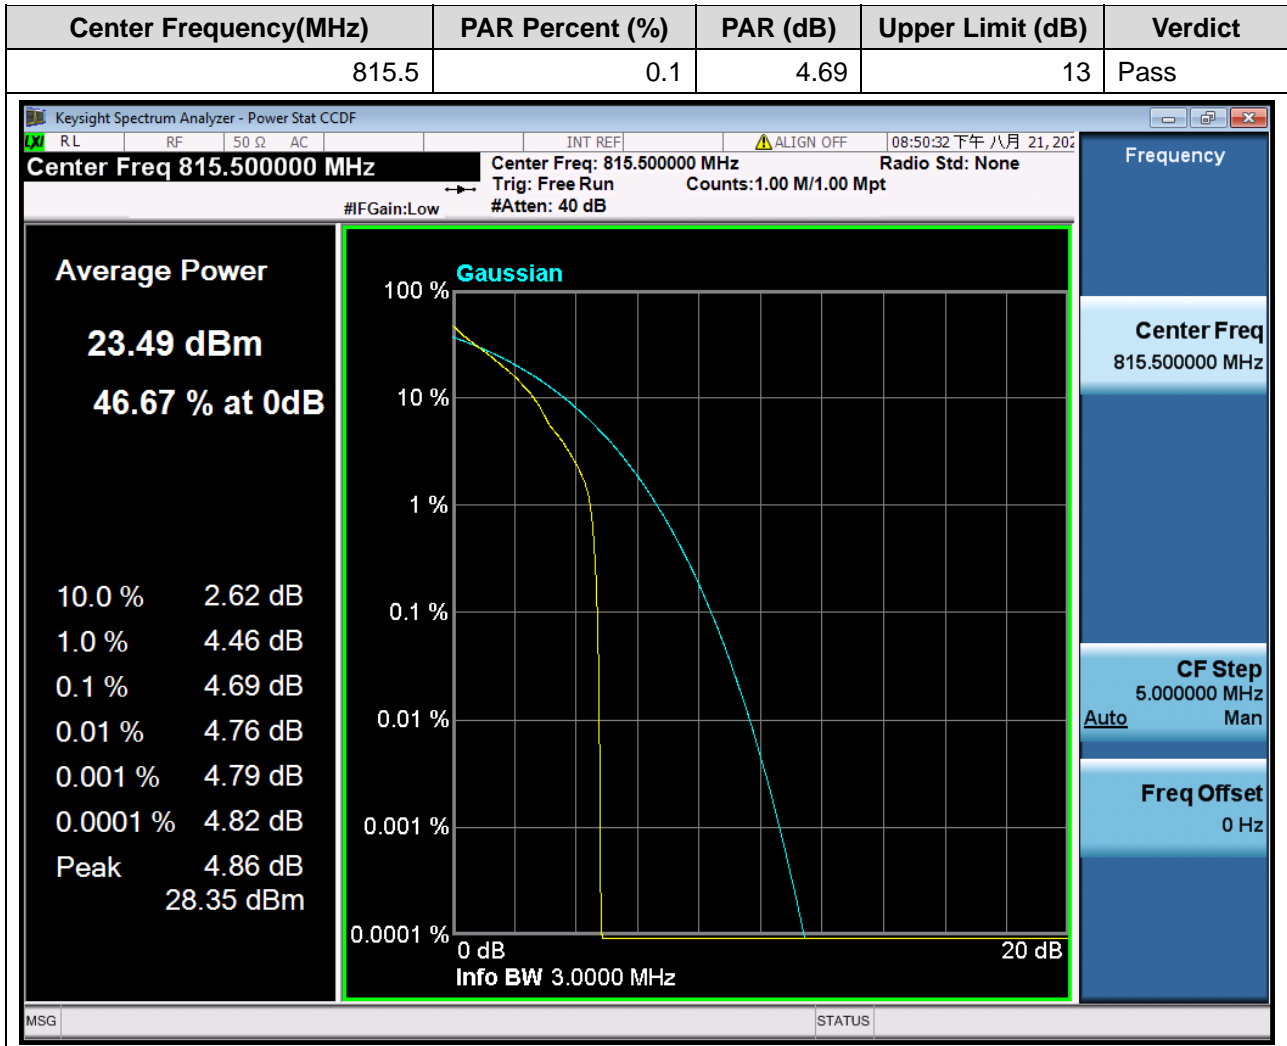 Center Frequency(MHz) PAR Percent (%) PAR (dB) Upper Limit (dB) Verdict
815.5 0.1 4.69 13 Pass
Keysight Spectrum Analyzer - Power Stat CCDF
LXI RL RF 50 Ω AC INT REF ALIGN OFF 08:50:32 下午 八月 21, 202
Center Freq 815.500000 MHz
Center Freq: 815.500000 MHz Radio Std: None
Trig: Free Run Counts:1.00 M/1.00 Mpt
#IFGain:Low #Atten: 40 dB
Average Power
23.49 dBm
46.67 % at 0dB
10.0 % 2.62 dB
1.0 % 4.46 dB
0.1 % 4.69 dB
0.01 % 4.76 dB
0.001 % 4.79 dB
0.0001 % 4.82 dB
Peak 4.86 dB
28.35 dBm
Gaussian
100 %
10 %
1 %
0.1 %
0.01 %
0.001 %
0.0001 %
0 dB 20 dB
Info BW 3.0000 MHz
Frequency
Center Freq
815.500000 MHz
CF Step
5.000000 MHz
Auto Man
Freq Offset
0 Hz
MSG STATUS